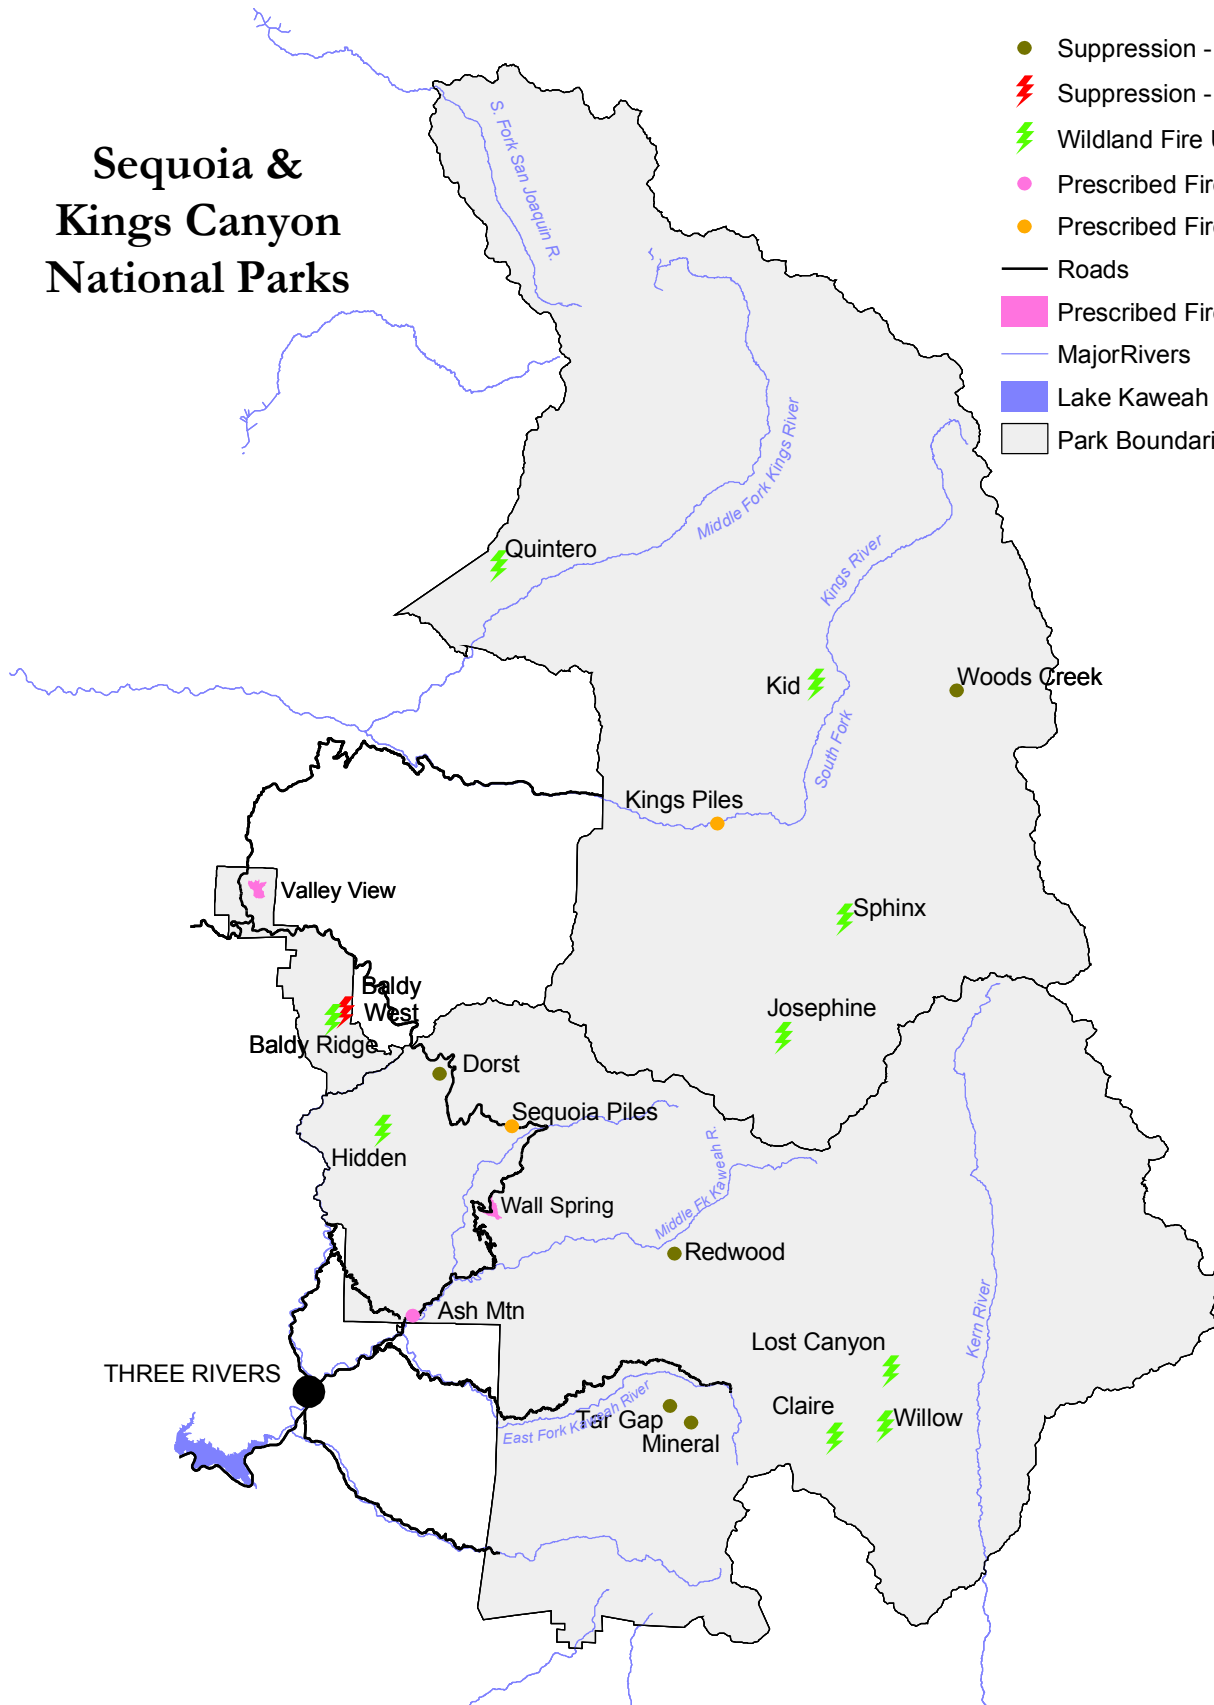 Sequoia &
Kings Canyon
National Parks
Suppression -
Suppression -
Wildland Fire U
Prescribed Fire
Prescribed Fire
Roads
Prescribed Fire
MajorRivers
Lake Kaweah
Park Boundari
S. Fork San Joaquin R.
Middle Fork Kings River
Kings River
South Fork
Quintero
Kid
Woods Creek
Kings Piles
Valley View
Sphinx
Baldy
West
Baldy Ridge
Josephine
Dorst
Sequoia Piles
Hidden
Middle Fk Kaweah R.
Wall Spring
Redwood
Kern River
Ash Mtn
Lost Canyon
THREE RIVERS
East Fork Kaweah River
Tar Gap
Mineral
Claire
Willow